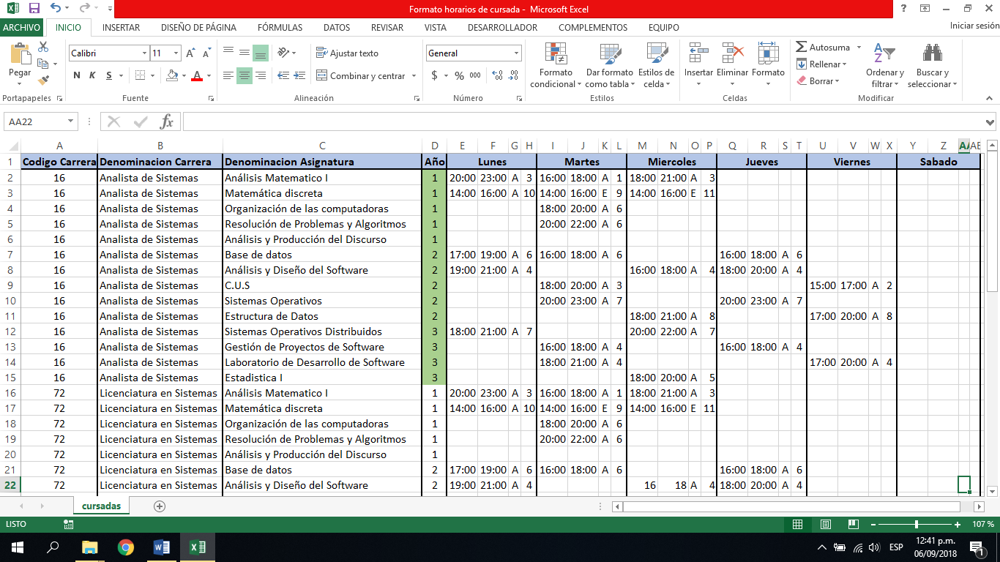 Formato horarios de cursada - Microsoft Excel
ARCHIVO INICIO INSERTAR DISEÑO DE PÁGINA FÓRMULAS DATOS REVISAR VISTA DESARROLLADOR COMPLEMENTOS EQUIPO Iniciar sesión
Pegar
Portapapeles
Calibri 11
N K S
Fuente
Ajustar texto
Combinar y centrar
Alineación
General
$ % 000
Número
Formato condicional
Dar formato como tabla
Estilos de celda
Estilos
Insertar Eliminar Formato
Celdas
Autosuma
Rellenar
Borrar
Ordenar y filtrar
Buscar y seleccionar
Modificar
AA22 fx
A B C D E F G H I J K L M N O P Q R S T U V W X Y Z AA AB
1 Codigo Carrera Denominacion Carrera Denominacion Asignatura Año Lunes Martes Miercoles Jueves Viernes Sabado
2 16 Analista de Sistemas Análisis Matematico I 1 20:00 23:00 A 3 16:00 18:00 A 1 18:00 21:00 A 3
3 16 Analista de Sistemas Matemática discreta 1 14:00 16:00 A 10 14:00 16:00 E 9 14:00 16:00 E 11
4 16 Analista de Sistemas Organización de las computadoras 1 18:00 20:00 A 6
5 16 Analista de Sistemas Resolución de Problemas y Algoritmos 1 20:00 22:00 A 6
6 16 Analista de Sistemas Análisis y Producción del Discurso 1
7 16 Analista de Sistemas Base de datos 2 17:00 19:00 A 6 16:00 18:00 A 6 16:00 18:00 A 6
8 16 Analista de Sistemas Análisis y Diseño del Software 2 19:00 21:00 A 4 16:00 18:00 A 4 18:00 20:00 A 4
9 16 Analista de Sistemas C.U.S 2 18:00 20:00 A 3 15:00 17:00 A 2
10 16 Analista de Sistemas Sistemas Operativos 2 20:00 23:00 A 7 20:00 23:00 A 7
11 16 Analista de Sistemas Estructura de Datos 2 18:00 21:00 A 8 17:00 20:00 A 8
12 16 Analista de Sistemas Sistemas Operativos Distribuidos 3 18:00 21:00 A 7 20:00 22:00 A 7
13 16 Analista de Sistemas Gestión de Proyectos de Software 3 16:00 18:00 A 4 16:00 18:00 A 4
14 16 Analista de Sistemas Laboratorio de Desarrollo de Software 3 18:00 21:00 A 4 17:00 20:00 A 4
15 16 Analista de Sistemas Estadistica I 3 18:00 20:00 A 5
16 72 Licenciatura en Sistemas Análisis Matematico I 1 20:00 23:00 A 3 16:00 18:00 A 1 18:00 21:00 A 3
17 72 Licenciatura en Sistemas Matemática discreta 1 14:00 16:00 A 10 14:00 16:00 E 9 14:00 16:00 E 11
18 72 Licenciatura en Sistemas Organización de las computadoras 1 18:00 20:00 A 6
19 72 Licenciatura en Sistemas Resolución de Problemas y Algoritmos 1 20:00 22:00 A 6
20 72 Licenciatura en Sistemas Análisis y Producción del Discurso 1
21 72 Licenciatura en Sistemas Base de datos 2 17:00 19:00 A 6 16:00 18:00 A 6 16:00 18:00 A 6
22 72 Licenciatura en Sistemas Análisis y Diseño del Software 2 19:00 21:00 A 4 16 18 A 4 18:00 20:00 A 4
cursadas
LISTO 107 %
ESP
12:41 p.m.
06/09/2018
1